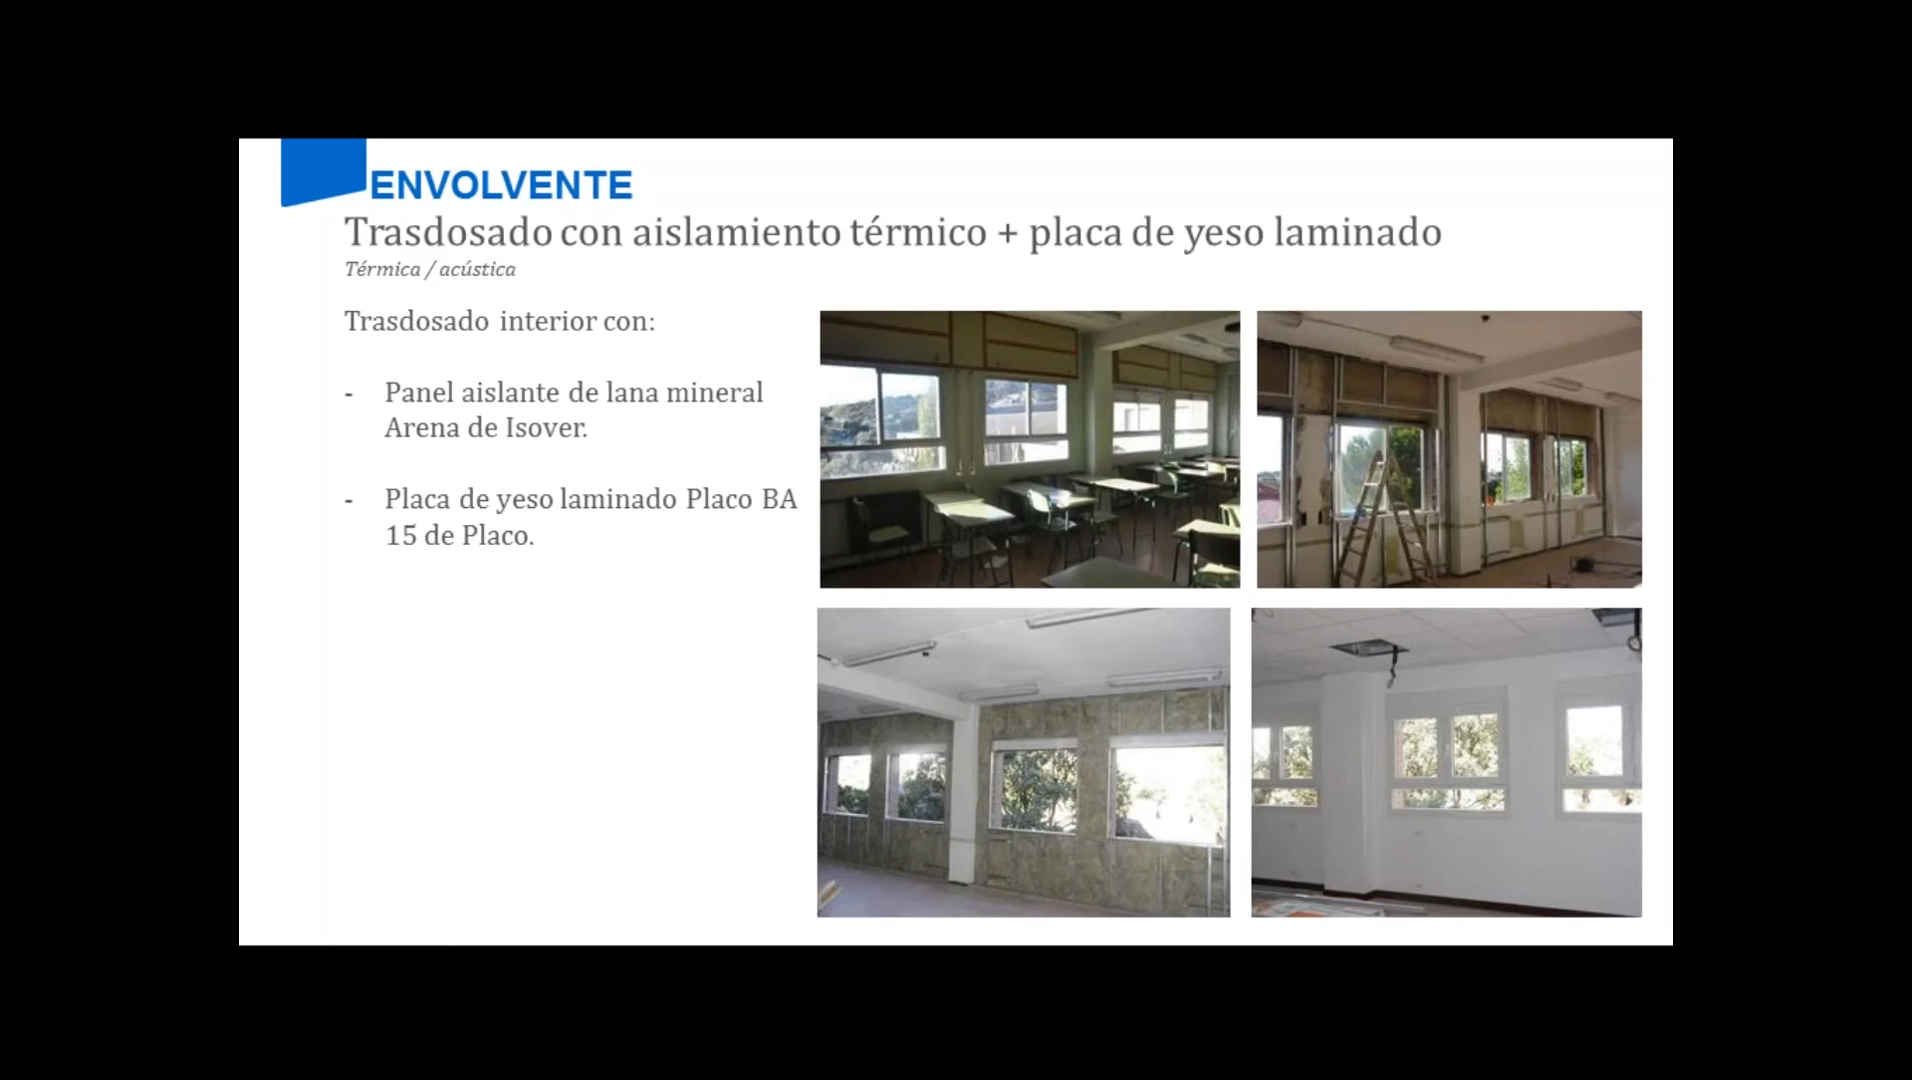 ENVOLVENTE
Trasdosado con aislamiento térmico + placa de yeso laminado
Térmica / acústica
Trasdosado interior con:
- Panel aislante de lana mineral
Arena de Isover.
- Placa de yeso laminado Placo BA
15 de Placo.